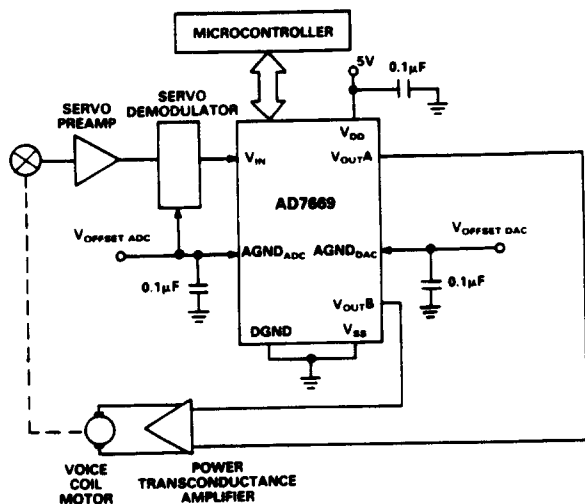 MICROCONTROLLER
5V
0.1µF
SERVO
PREAMP
SERVO
DEMODULATOR
VDD
VIN
VOUTA
AD7669
VOFFSET ADC
AGNDADC
AGNDDAC
VOFFSET DAC
0.1µF
0.1µF
VOUTB
DGND
VSS
VOICE
COIL
MOTOR
POWER
TRANSCONDUCTANCE
AMPLIFIER